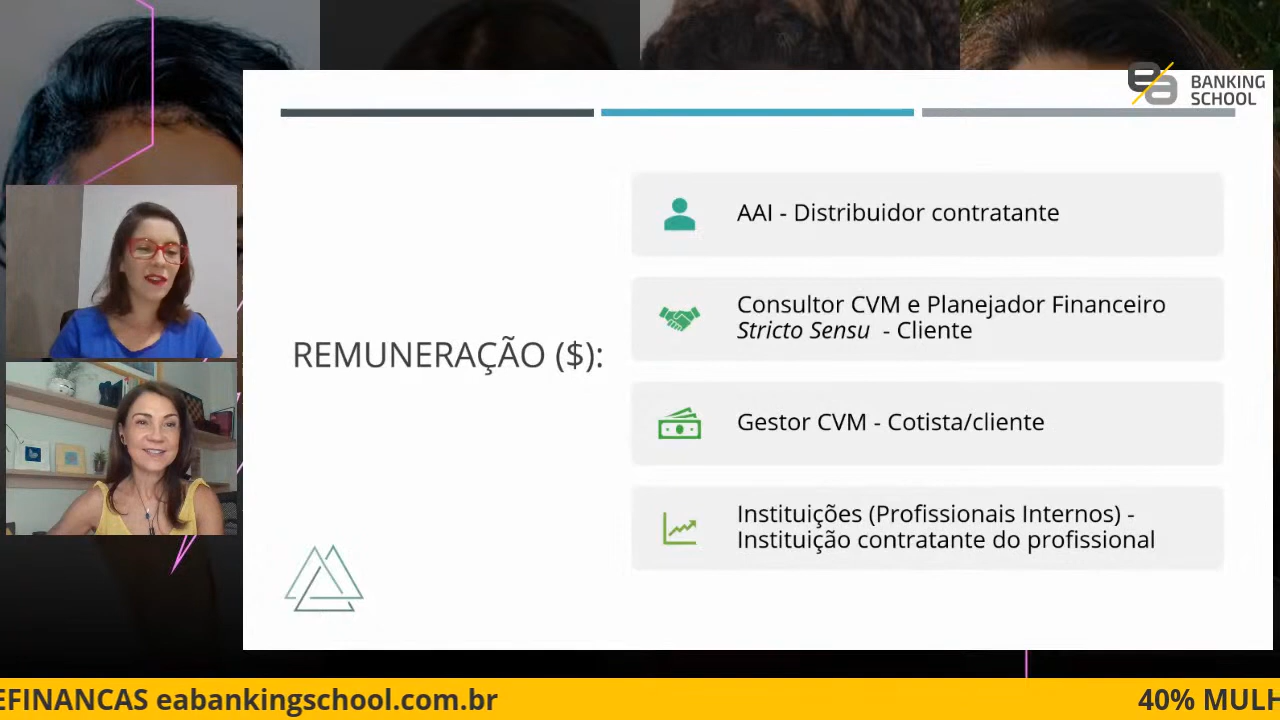 BANKING
SCHOOL
REMUNERAÇÃO ($):
AAI - Distribuidor contratante
Consultor CVM e Planejador Financeiro
Stricto Sensu - Cliente
Gestor CVM - Cotista/cliente
Instituições (Profissionais Internos) -
Instituição contratante do profissional
EFINANCAS eabankingschool.com.br
40% MULH